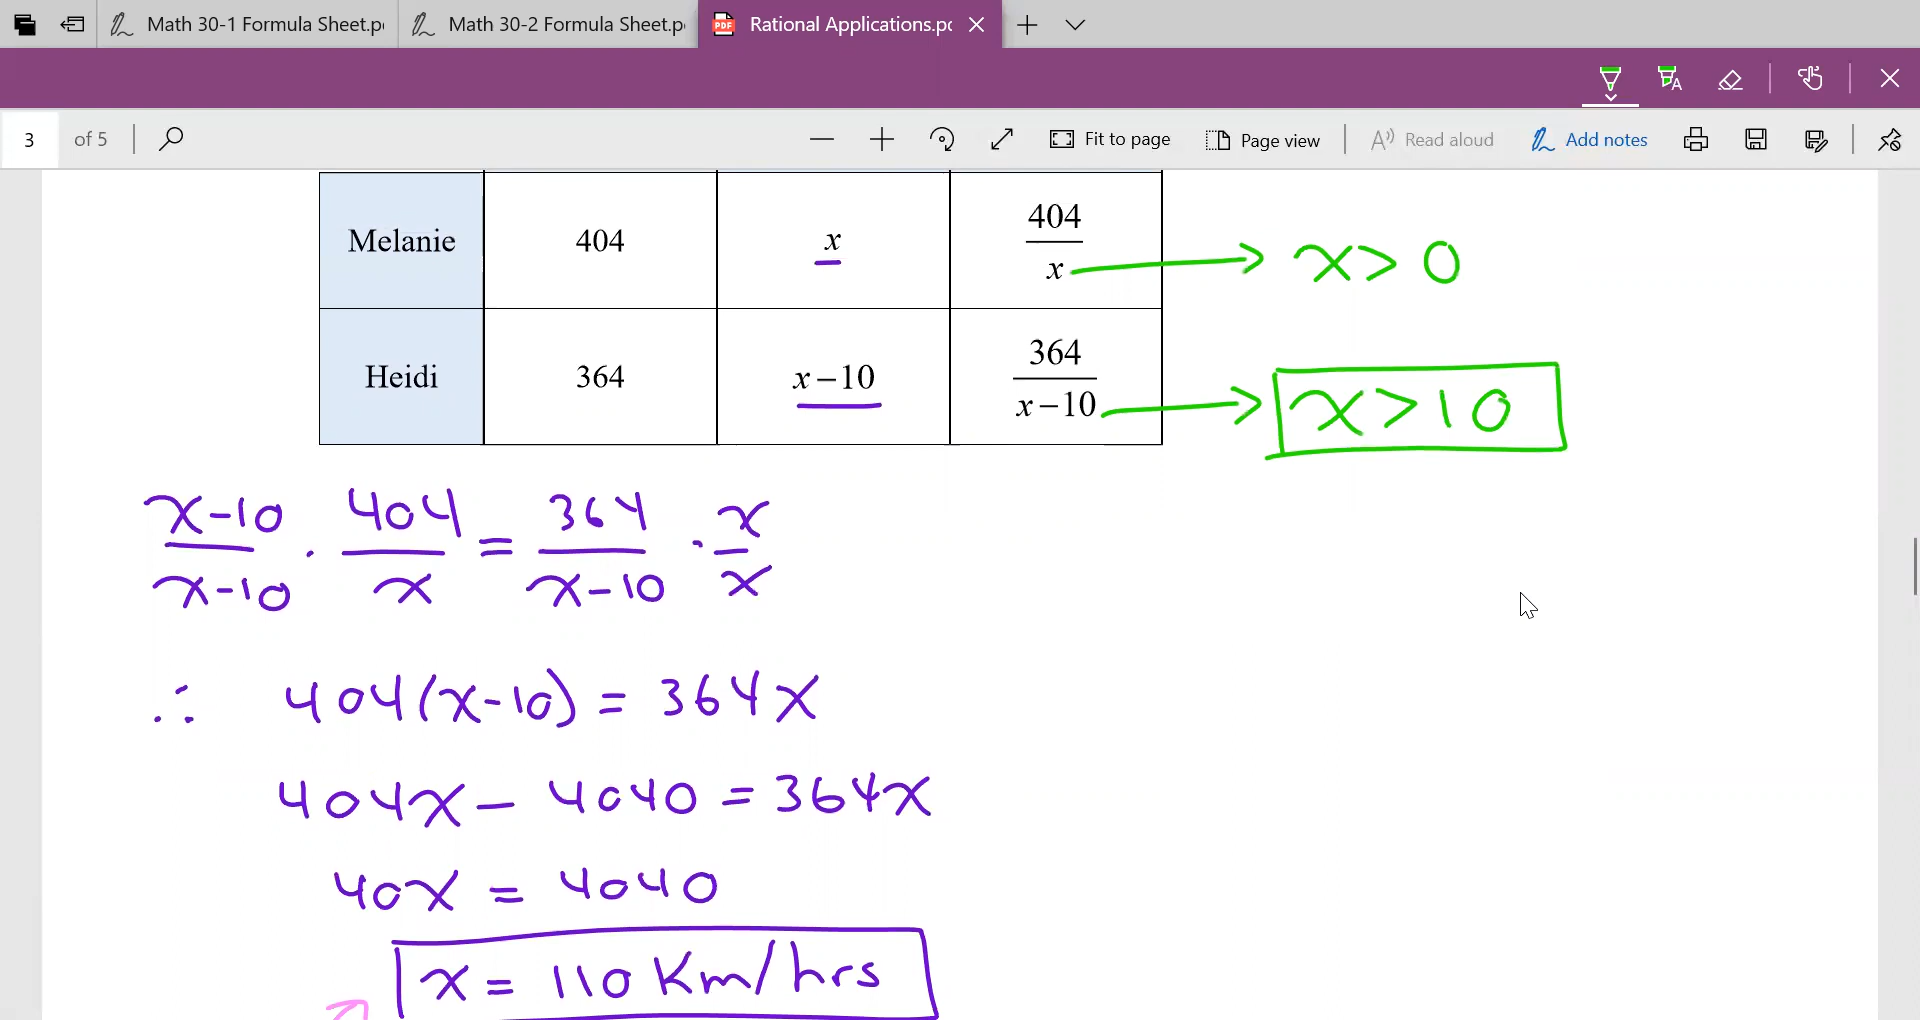 Math 30-1 Formula Sheet.p
Math 30-2 Formula Sheet.p
PDF Rational Applications.p
3 of 5
Fit to page
Page view
A Read aloud
Add notes
Melanie 404 x 404/x → x > 0
Heidi 364 x − 10 364/(x − 10) → x > 10
(x-10)/(x-10) · 404/x = 364/(x-10) · x/x
∴ 404(x-10) = 364x
404x - 4040 = 364x
40x = 4040
x = 110 Km/hrs